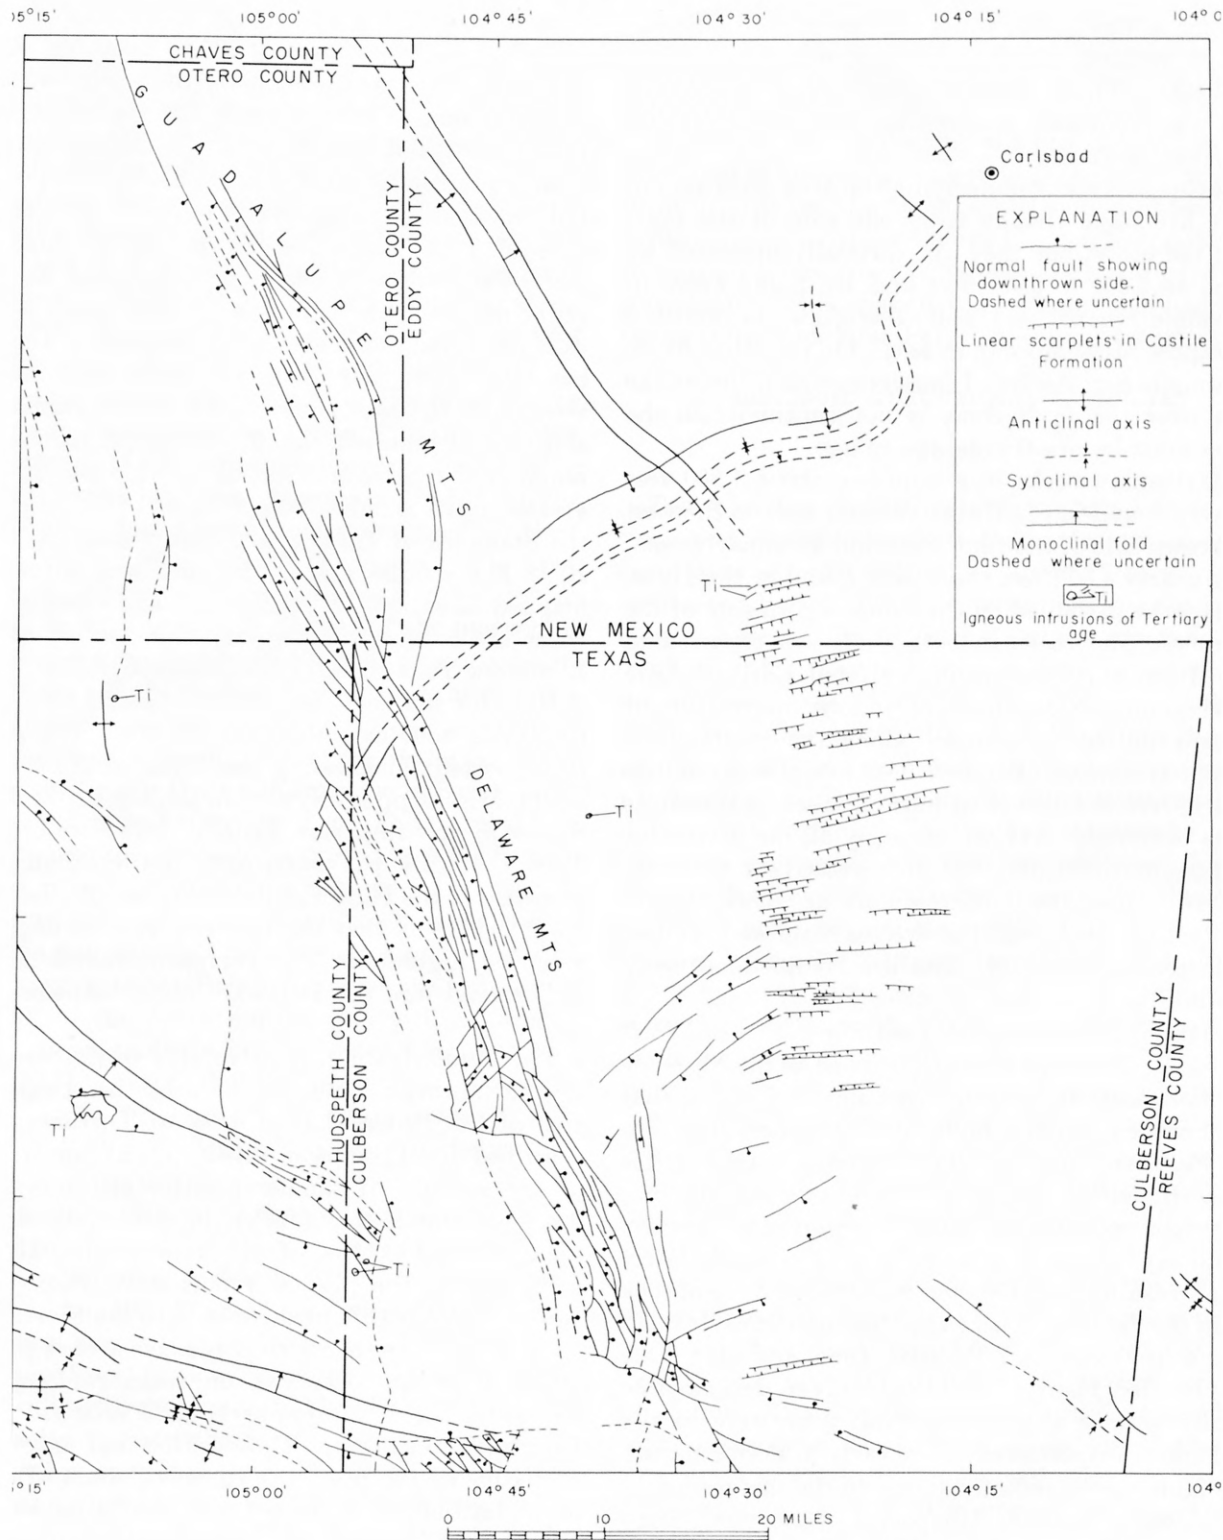 05°15'
105°00'
104°45'
104°30'
104°15'
104°0
CHAVES COUNTY
OTERO COUNTY
GUADALUPE MTS
OTERO COUNTY
EDDY COUNTY
Carlsbad
EXPLANATION
Normal fault showing
downthrown side.
Dashed where uncertain
Linear scarplets in Castile
Formation
Anticlinal axis
Synclinal axis
Monoclinal fold
Dashed where uncertain
Ti
Igneous intrusions of Tertiary
age
Ti
NEW MEXICO
TEXAS
Ti
DELAWARE MTS
Ti
HUDSPETH COUNTY
CULBERSON COUNTY
CULBERSON COUNTY
REEVES COUNTY
Ti
Ti
°15'
105°00'
104°45'
104°30'
104°15'
104°0
0 10 20 MILES